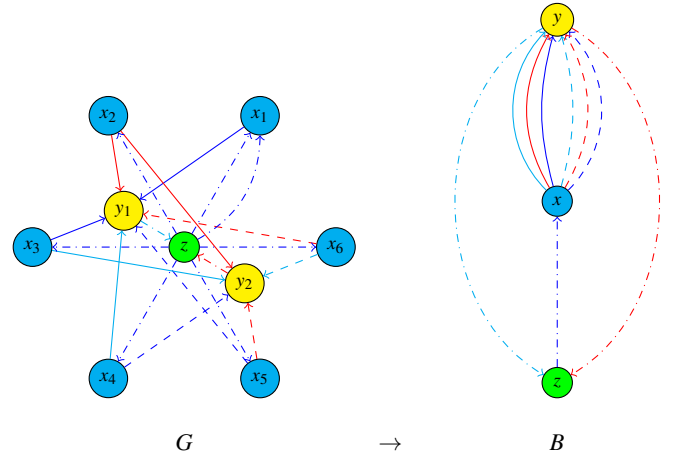 y
x₂ x₁
y₁ x
x₃ z x₆
y₂
x₄ x₅ z
G → B